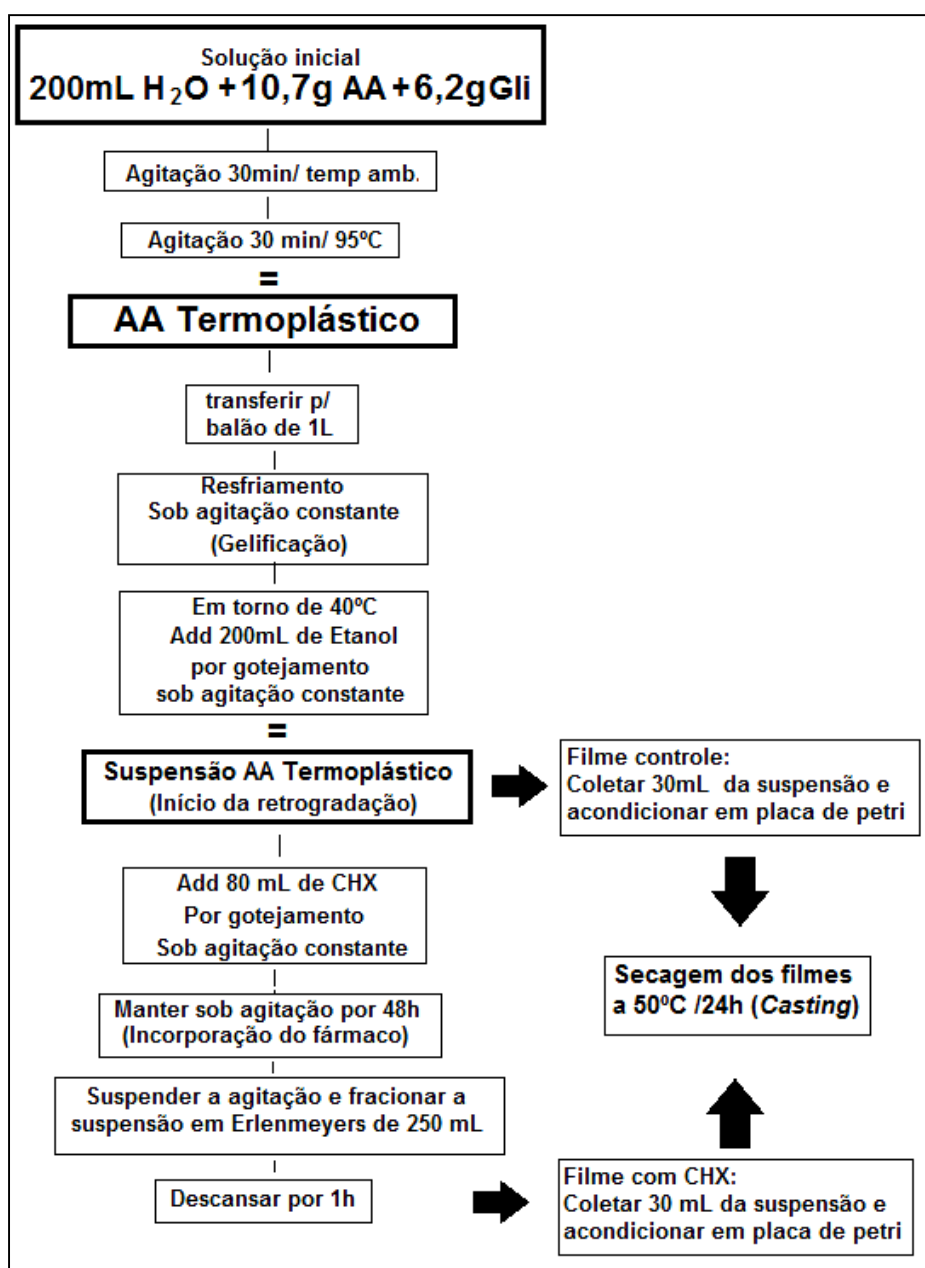 Solução inicial
200mL H₂O +10,7g AA+6,2gGli
Agitação 30min/ temp amb.
Agitação 30 min/ 95ºC
=
AA Termoplástico
transferir p/
balão de 1L
Resfriamento
Sob agitação constante
(Gelificação)
Em torno de 40ºC
Add 200mL de Etanol
por gotejamento
sob agitação constante
=
Suspensão AA Termoplástico
(Início da retrogradação)
Filme controle:
Coletar 30mL da suspensão e
acondicionar em placa de petri
Add 80 mL de CHX
Por gotejamento
Sob agitação constante
Secagem dos filmes
a 50ºC /24h (Casting)
Manter sob agitação por 48h
(Incorporação do fármaco)
Suspender a agitação e fracionar a
suspensão em Erlenmeyers de 250 mL
Descansar por 1h
Filme com CHX:
Coletar 30 mL da suspensão e
acondicionar em placa de petri